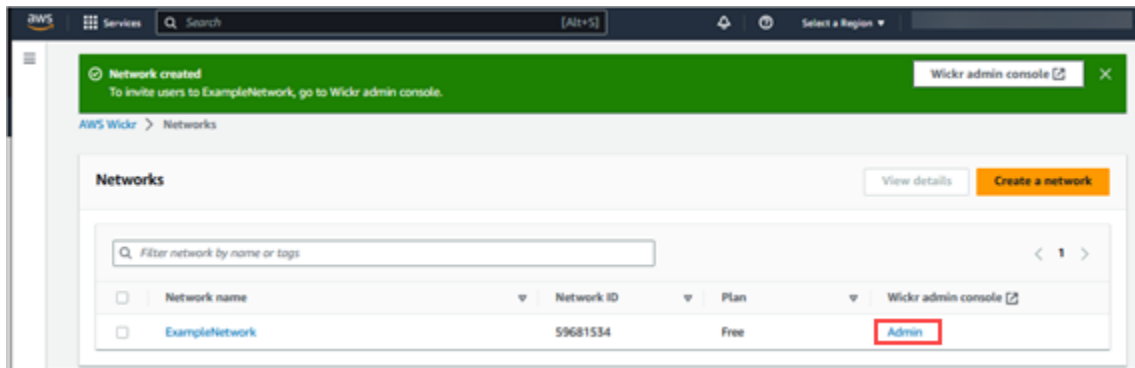 aws Services Search [Alt+S] Select a Region
Network created Wickr admin console
To invite users to ExampleNetwork, go to Wickr admin console.
AWS Wickr > Networks
Networks View details Create a network
Filter network by name or tags < 1 >
Network name Network ID Plan Wickr admin console
ExampleNetwork 59681534 Free Admin